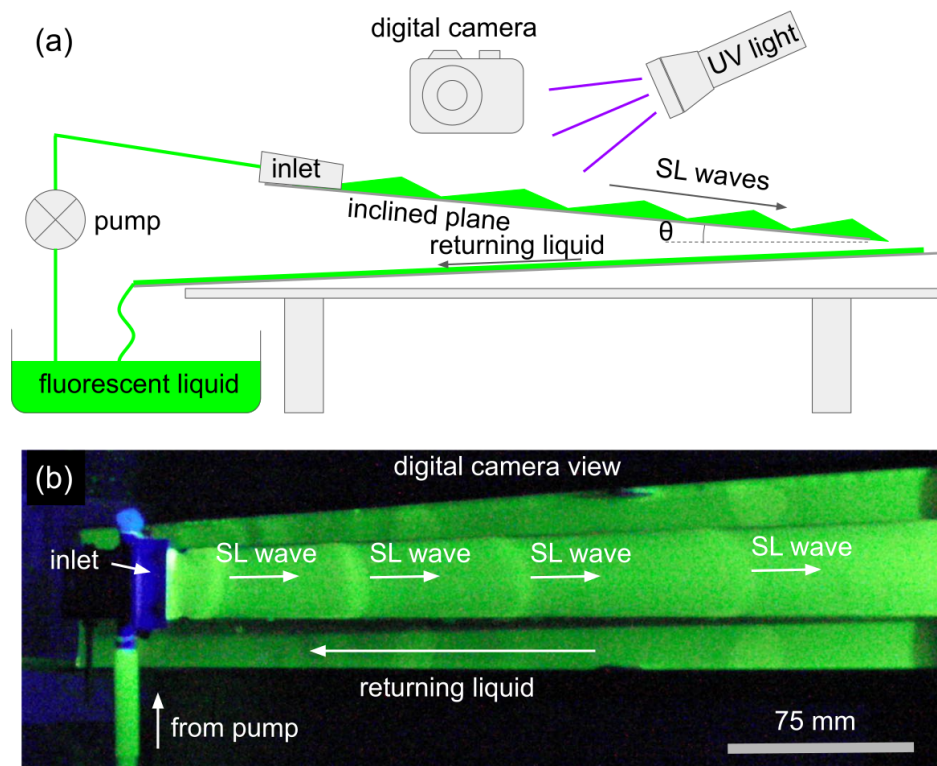 (a)
digital camera
UV light
inlet
SL waves
pump
inclined plane
θ
returning liquid
fluorescent liquid
(b)
digital camera view
inlet
SL wave
SL wave
SL wave
SL wave
returning liquid
from pump
75 mm